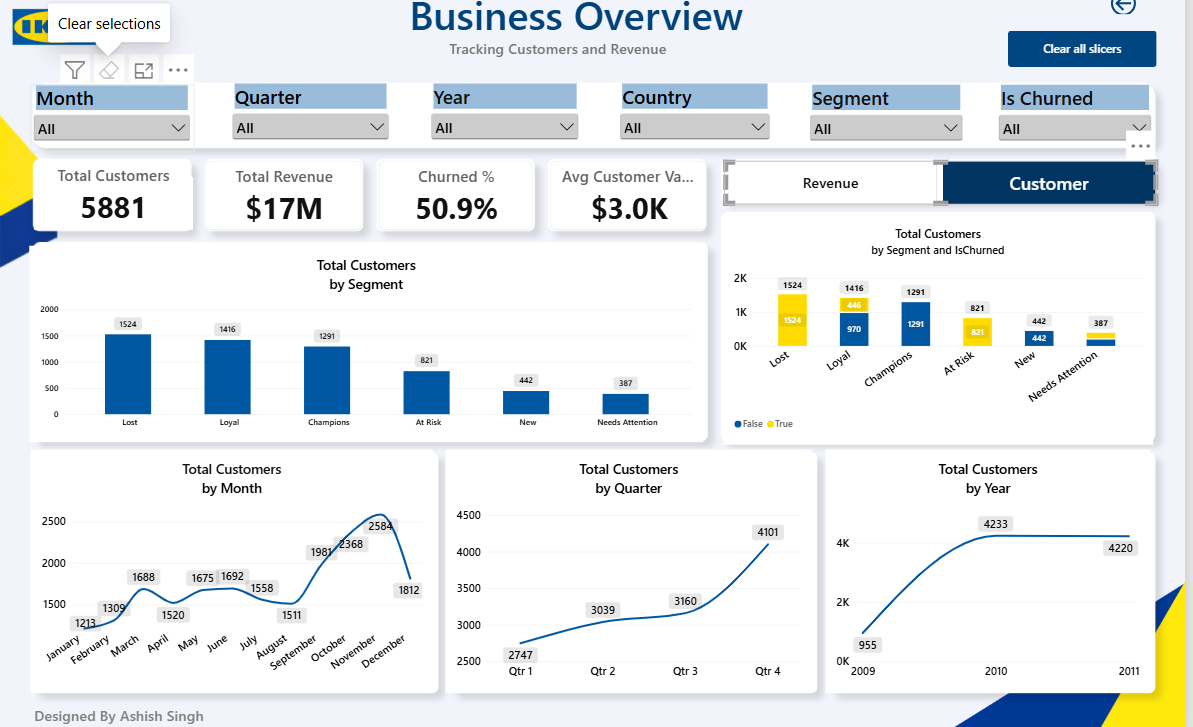 IK
Clear selections
Business Overview
Tracking Customers and Revenue
Clear all slicers
Month
Quarter
Year
Country
Segment
Is Churned
All
All
All
All
All
All
Total Customers
5881
Total Revenue
$17M
Churned %
50.9%
Avg Customer Va...
$3.0K
Revenue
Customer
Total Customers
by Segment
2000
1500
1000
500
0
1524
1416
1291
821
442
387
Lost
Loyal
Champions
At Risk
New
Needs Attention
Total Customers
by Segment and IsChurned
2K
1K
0K
1524
1416
1291
821
442
387
1524
446
970
1291
821
442
Lost
Loyal
Champions
At Risk
New
Needs Attention
False
True
Total Customers
by Month
2500
2000
1500
1213
1309
1688
1520
1675
1692
1558
1511
1981
2368
2584
1812
January
February
March
April
May
June
July
August
September
October
November
December
Total Customers
by Quarter
4500
4000
3500
3000
2500
2747
3039
3160
4101
Qtr 1
Qtr 2
Qtr 3
Qtr 4
Total Customers
by Year
4K
2K
0K
955
4233
4220
2009
2010
2011
Designed By Ashish Singh